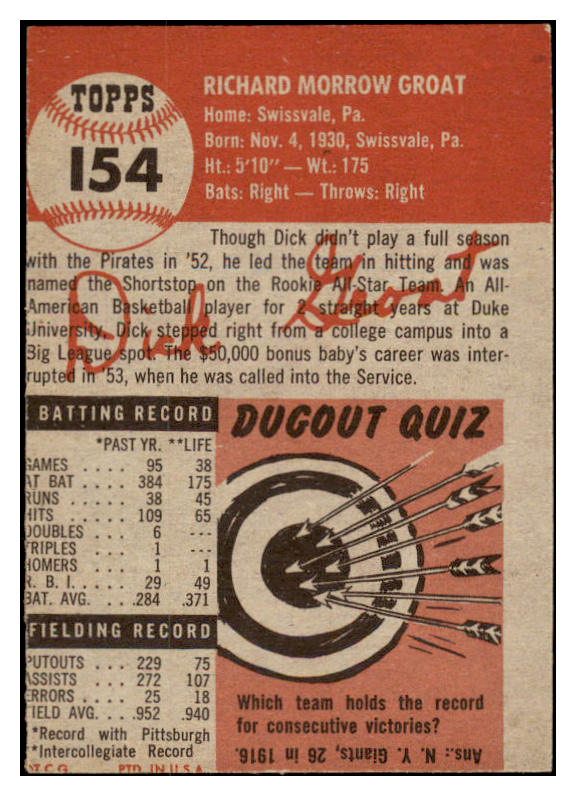 TOPPS
154
RICHARD MORROW GROAT
Home: Swissvale, Pa.
Born: Nov. 4, 1930, Swissvale, Pa.
Ht.: 5'10" — Wt.: 175
Bats: Right — Throws: Right
Though Dick didn't play a full season
with the Pirates in '52, he led the team in hitting and was
named the Shortstop on the Rookie All-Star Team. An All-
American Basketball player for 2 straight years at Duke
University, Dick stepped right from a college campus into a
Big League spot. The $50,000 bonus baby's career was inter-
rupted in '53, when he was called into the Service.
Dick Groat
BATTING RECORD
*PAST YR. **LIFE
GAMES .... 95 38
AT BAT .... 384 175
RUNS .... 38 45
HITS ..... 109 65
DOUBLES .. 6 ---
TRIPLES ... 1 ---
HOMERS ... 1 1
R. B. I. .... 29 49
BAT. AVG. ... .284 .371
FIELDING RECORD
PUTOUTS ... 229 75
ASSISTS ... 272 107
ERRORS .... 25 18
FIELD AVG. .. .952 .940
*Record with Pittsburgh
**Intercollegiate Record
T.C.G. PTD. IN U.S.A.
DUGOUT QUIZ
Which team holds the record
for consecutive victories?
Ans.: N. Y. Giants, 26 in 1916.